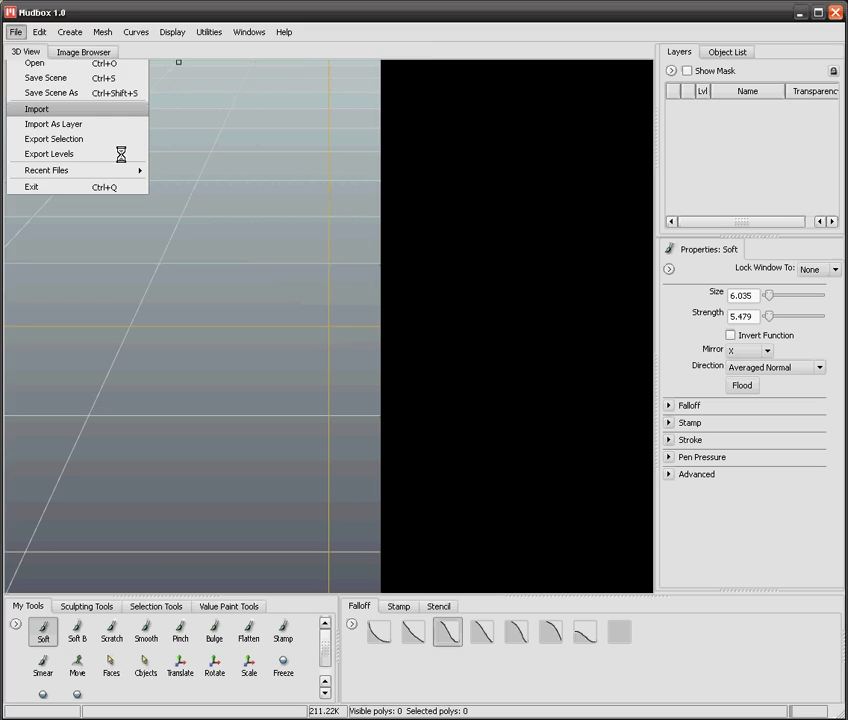 Mudbox 1.0
File Edit Create Mesh Curves Display Utilities Windows Help
3D View Image Browser
Open Ctrl+O
Save Scene Ctrl+S
Save Scene As Ctrl+Shift+S
Import
Import As Layer
Export Selection
Export Levels
Recent Files
Exit Ctrl+Q
Layers Object List
Show Mask
Lvl Name Transparenc
Properties: Soft
Lock Window To: None
Size 6.035
Strength 5.479
Invert Function
Mirror X
Direction Averaged Normal
Flood
Falloff
Stamp
Stroke
Pen Pressure
Advanced
My Tools Sculpting Tools Selection Tools Value Paint Tools
Soft Soft B Scratch Smooth Pinch Bulge Flatten Stamp
Smear Move Faces Objects Translate Rotate Scale Freeze
Falloff Stamp Stencil
211.22K Visible polys: 0 Selected polys: 0